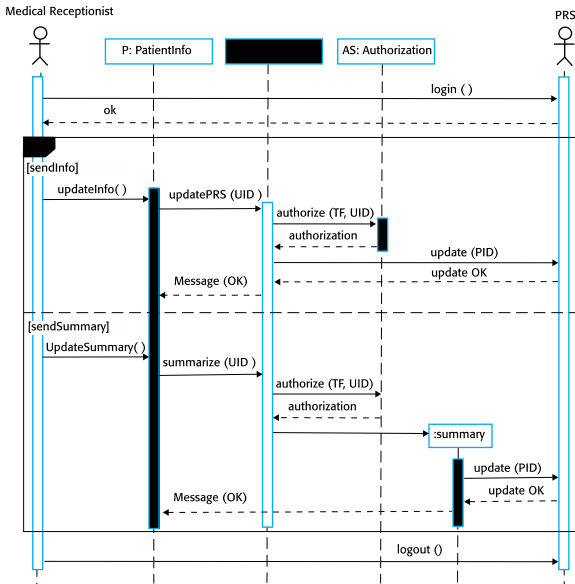 Medical Receptionist
PRS
P: PatientInfo
AS: Authorization
login ( )
ok
[sendInfo]
updateInfo( )
updatePRS (UID )
authorize (TF, UID)
authorization
update (PID)
update OK
Message (OK)
[sendSummary]
UpdateSummary( )
summarize (UID )
authorize (TF, UID)
authorization
:summary
update (PID)
update OK
Message (OK)
logout ()